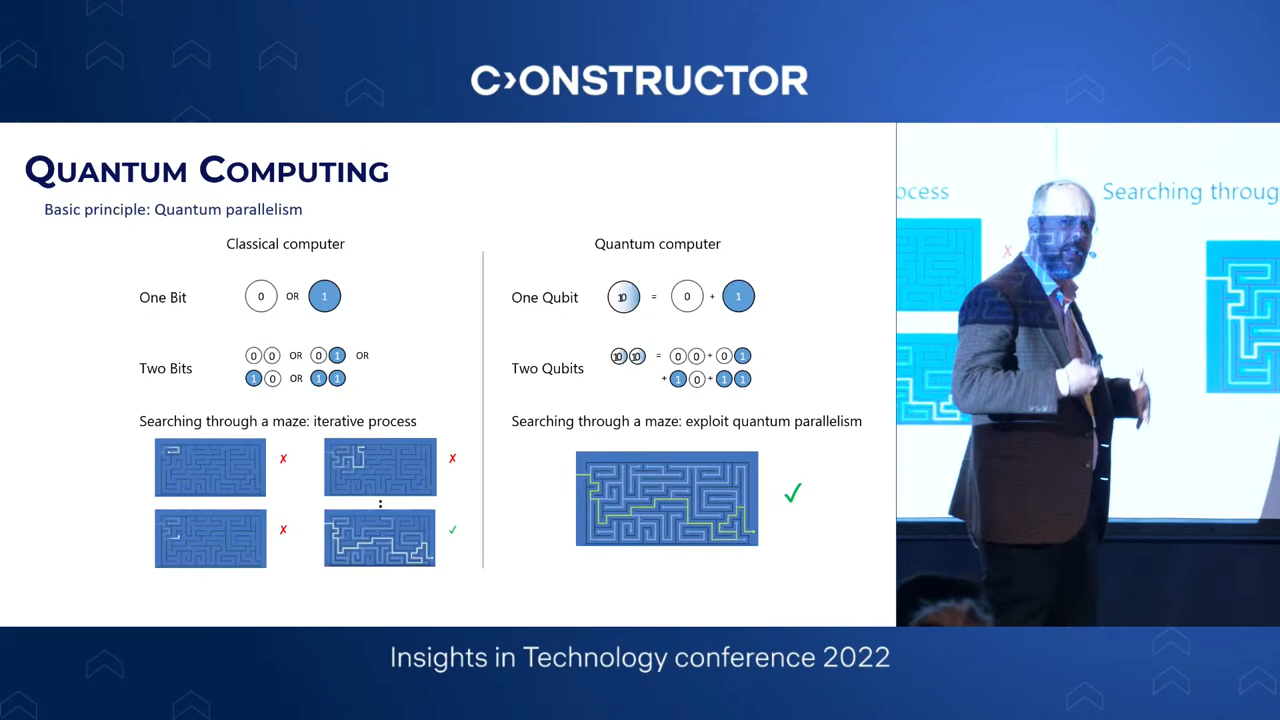 C›ONSTRUCTOR
QUANTUM COMPUTING
Basic principle: Quantum parallelism
Classical computer
One Bit
0 OR 1
Two Bits
0 0 OR 0 1 OR
1 0 OR 1 1
Searching through a maze: iterative process
✗ ✗
:
✗ ✓
Quantum computer
One Qubit
10 = 0 + 1
Two Qubits
10 10 = 0 0 + 0 1
+ 1 0 + 1 1
Searching through a maze: exploit quantum parallelism
✓
ocess
Searching throug
✗
Insights in Technology conference 2022